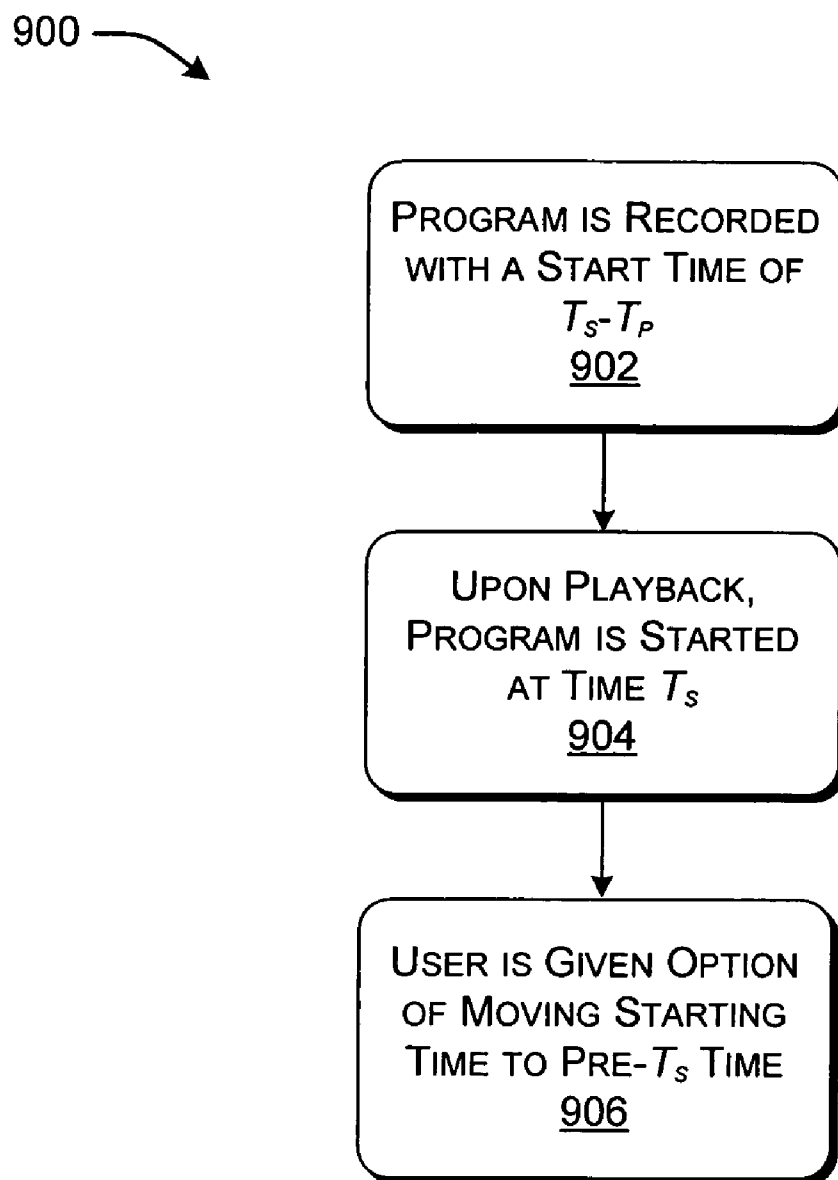 900
PROGRAM IS RECORDED
WITH A START TIME OF
Ts-TP
902
UPON PLAYBACK,
PROGRAM IS STARTED
AT TIME Ts
904
USER IS GIVEN OPTION
OF MOVING STARTING
TIME TO PRE-Ts TIME
906